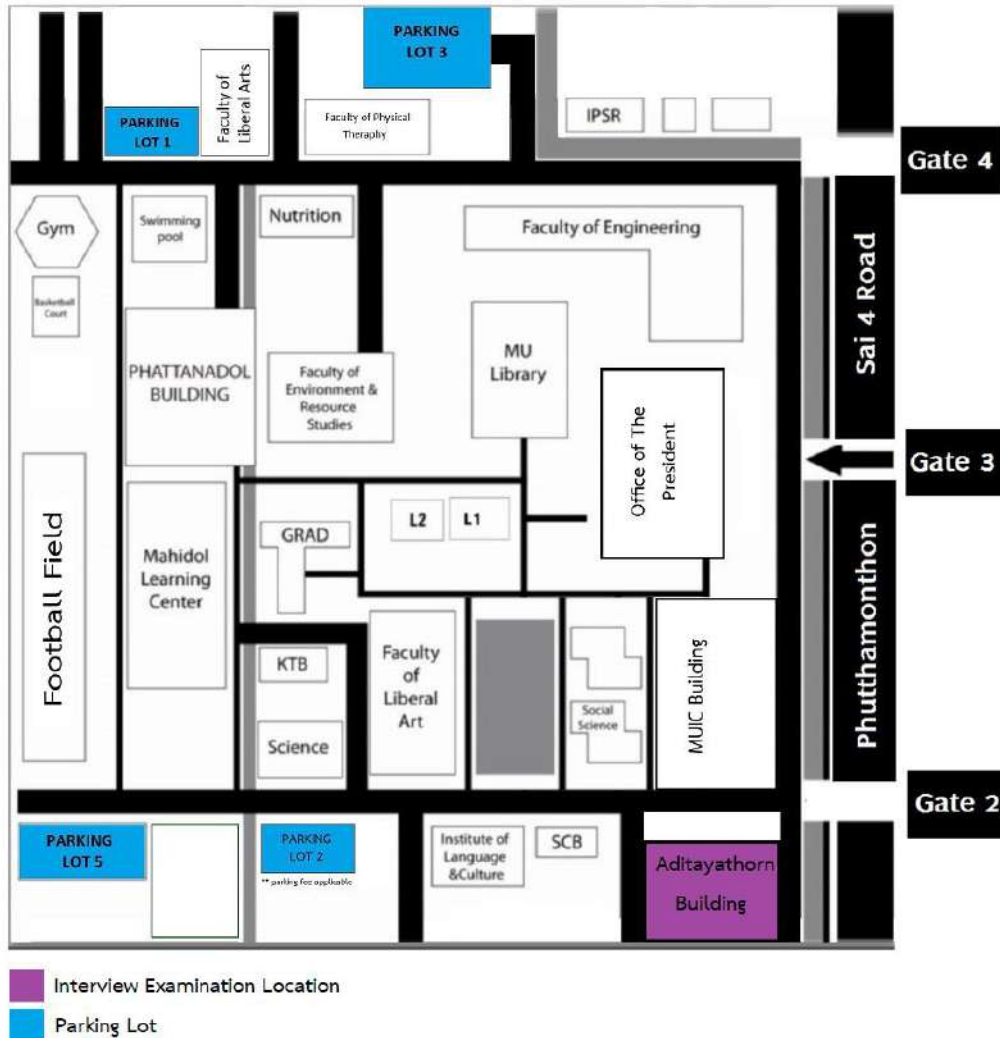 PARKING
LOT 3
Faculty of
Liberal Arts
PARKING
LOT 1
Faculty of Physical
Theraphy
IPSR
Gate 4
Gym
Swimming
pool
Nutrition
Faculty of Engineering
Basketball
Court
Sai 4 Road
PHATTANADOL
BUILDING
Faculty of
Environment &
Resource
Studies
MU
Library
Office of The
President
Gate 3
Football Field
Mahidol
Learning
Center
GRAD
L2
L1
Phutthamonthon
KTB
Science
Faculty
of
Liberal
Art
Social
Science
MUIC Building
Gate 2
PARKING
LOT 5
PARKING
LOT 2
** parking fee applicable
Institute of
Language
&Culture
SCB
Aditayathorn
Building
Interview Examination Location
Parking Lot